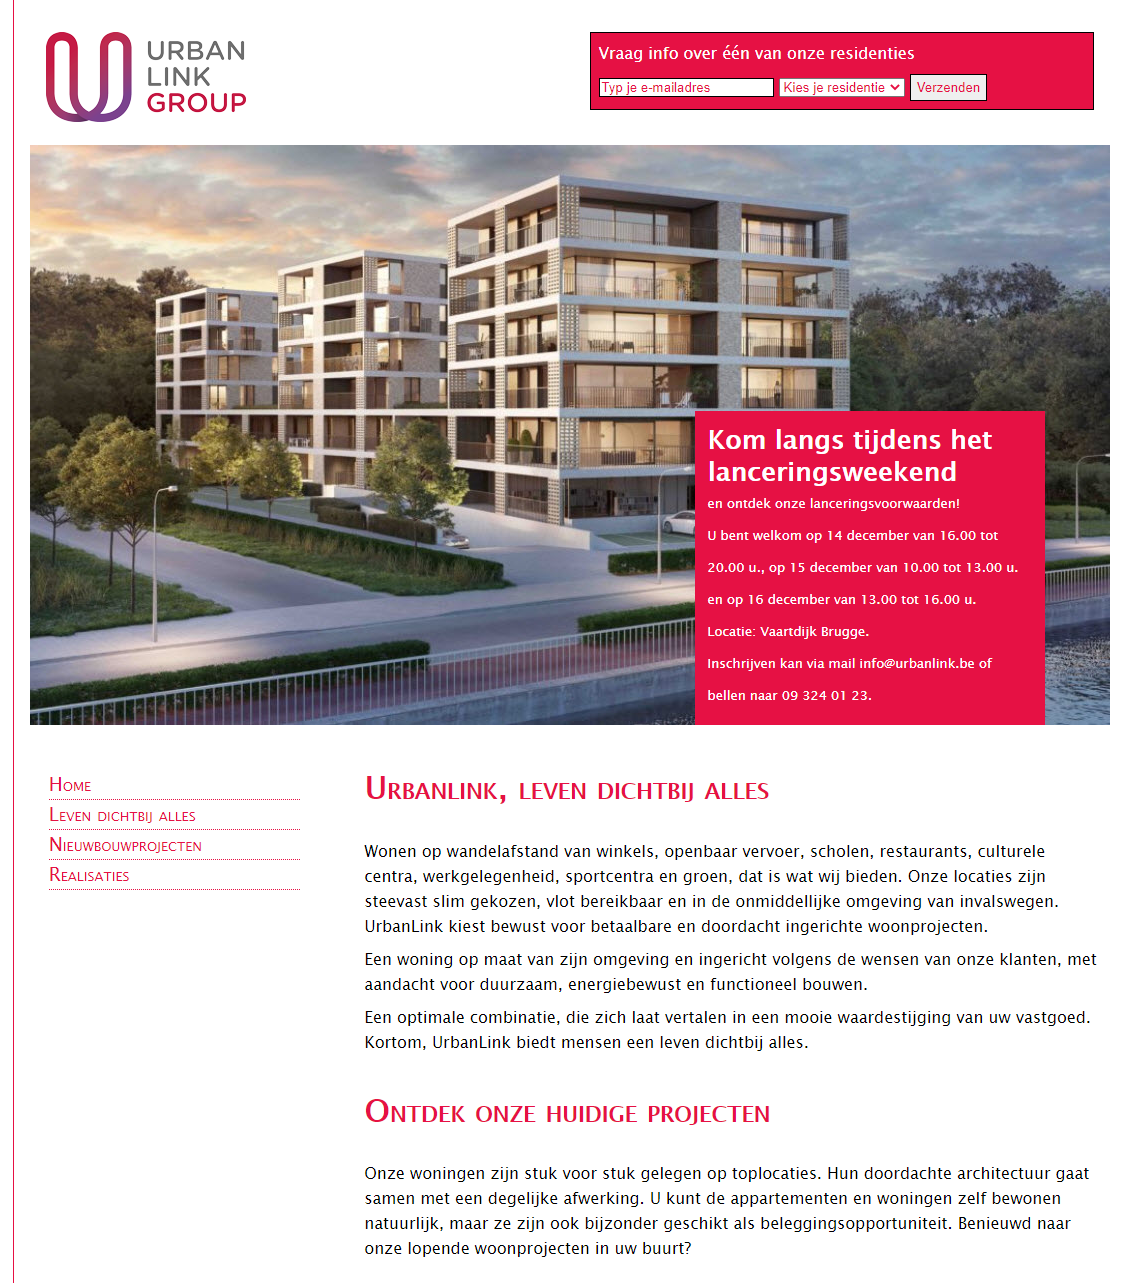 URBAN
LINK
GROUP
Vraag info over één van onze residenties
Typ je e-mailadres
Kies je residentie
Verzenden
Kom langs tijdens het
lanceringsweekend
en ontdek onze lanceringsvoorwaarden!
U bent welkom op 14 december van 16.00 tot
20.00 u., op 15 december van 10.00 tot 13.00 u.
en op 16 december van 13.00 tot 16.00 u.
Locatie: Vaartdijk Brugge.
Inschrijven kan via mail info@urbanlink.be of
bellen naar 09 324 01 23.
Home
Leven dichtbij alles
Nieuwbouwprojecten
Realisaties
Urbanlink, leven dichtbij alles
Wonen op wandelafstand van winkels, openbaar vervoer, scholen, restaurants, culturele
centra, werkgelegenheid, sportcentra en groen, dat is wat wij bieden. Onze locaties zijn
steevast slim gekozen, vlot bereikbaar en in de onmiddellijke omgeving van invalswegen.
UrbanLink kiest bewust voor betaalbare en doordacht ingerichte woonprojecten.
Een woning op maat van zijn omgeving en ingericht volgens de wensen van onze klanten, met
aandacht voor duurzaam, energiebewust en functioneel bouwen.
Een optimale combinatie, die zich laat vertalen in een mooie waardestijging van uw vastgoed.
Kortom, UrbanLink biedt mensen een leven dichtbij alles.
Ontdek onze huidige projecten
Onze woningen zijn stuk voor stuk gelegen op toplocaties. Hun doordachte architectuur gaat
samen met een degelijke afwerking. U kunt de appartementen en woningen zelf bewonen
natuurlijk, maar ze zijn ook bijzonder geschikt als beleggingsopportuniteit. Benieuwd naar
onze lopende woonprojecten in uw buurt?